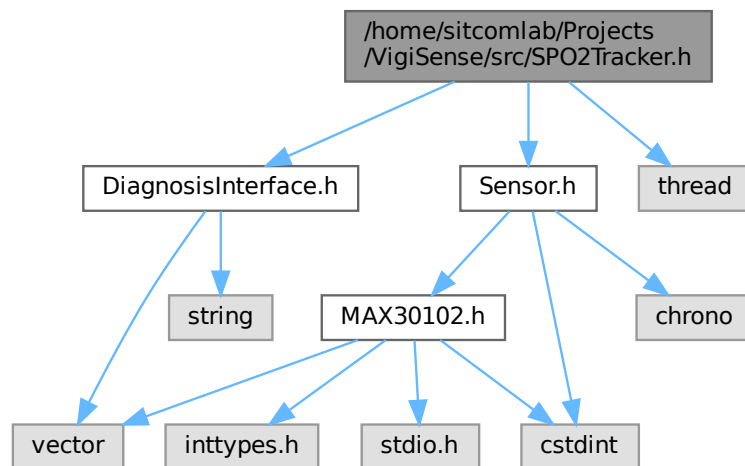 /home/sitcomlab/Projects
/VigiSense/src/SPO2Tracker.h
DiagnosisInterface.h
Sensor.h
thread
string
MAX30102.h
chrono
vector
inttypes.h
stdio.h
cstdint